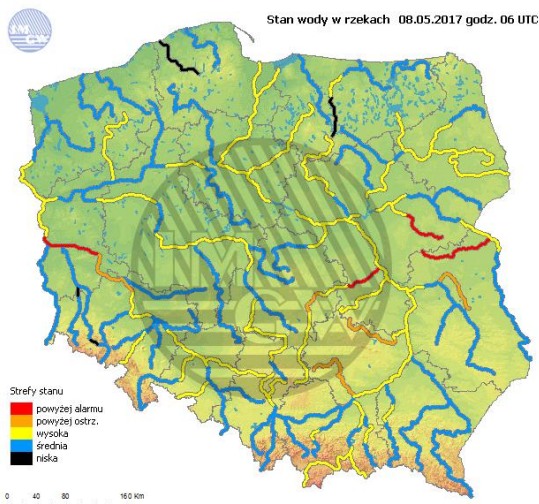 Stan wody w rzekach 08.05.2017 godz. 06 UTC
Strefy stanu
powyżej alarmu
powyżej ostrz.
wysoka
średnia
niska
0 40 80 160 Km